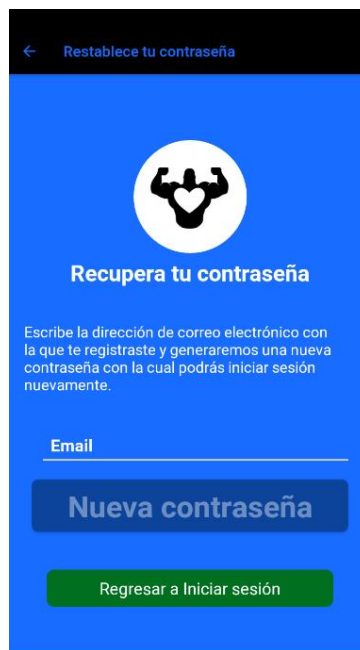 Restablece tu contraseña
Recupera tu contraseña
Escribe la dirección de correo electrónico con
la que te registraste y generaremos una nueva
contraseña con la cual podrás iniciar sesión
nuevamente.
Email
Nueva contraseña
Regresar a Iniciar sesión